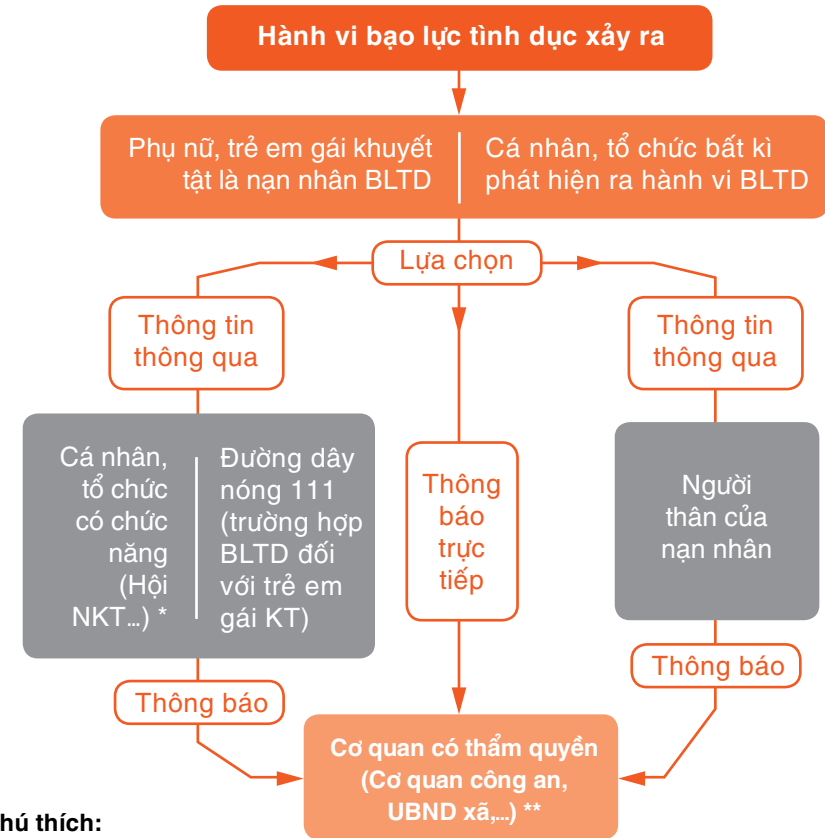 Hành vi bạo lực tình dục xảy ra
Phụ nữ, trẻ em gái khuyết
tật là nạn nhân BLTD
Cá nhân, tổ chức bất kì
phát hiện ra hành vi BLTD
Lựa chọn
Thông tin
thông qua
Thông tin
thông qua
Cá nhân,
tổ chức
có chức
năng
(Hội
NKT...) *
Đường dây
nóng 111
(trường hợp
BLTD đối
với trẻ em
gái KT)
Thông
báo
trực
tiếp
Người
thân của
nạn nhân
Thông báo
Thông báo
Cơ quan có thẩm quyền
(Cơ quan công an,
UBND xã,...) **
hú thích: